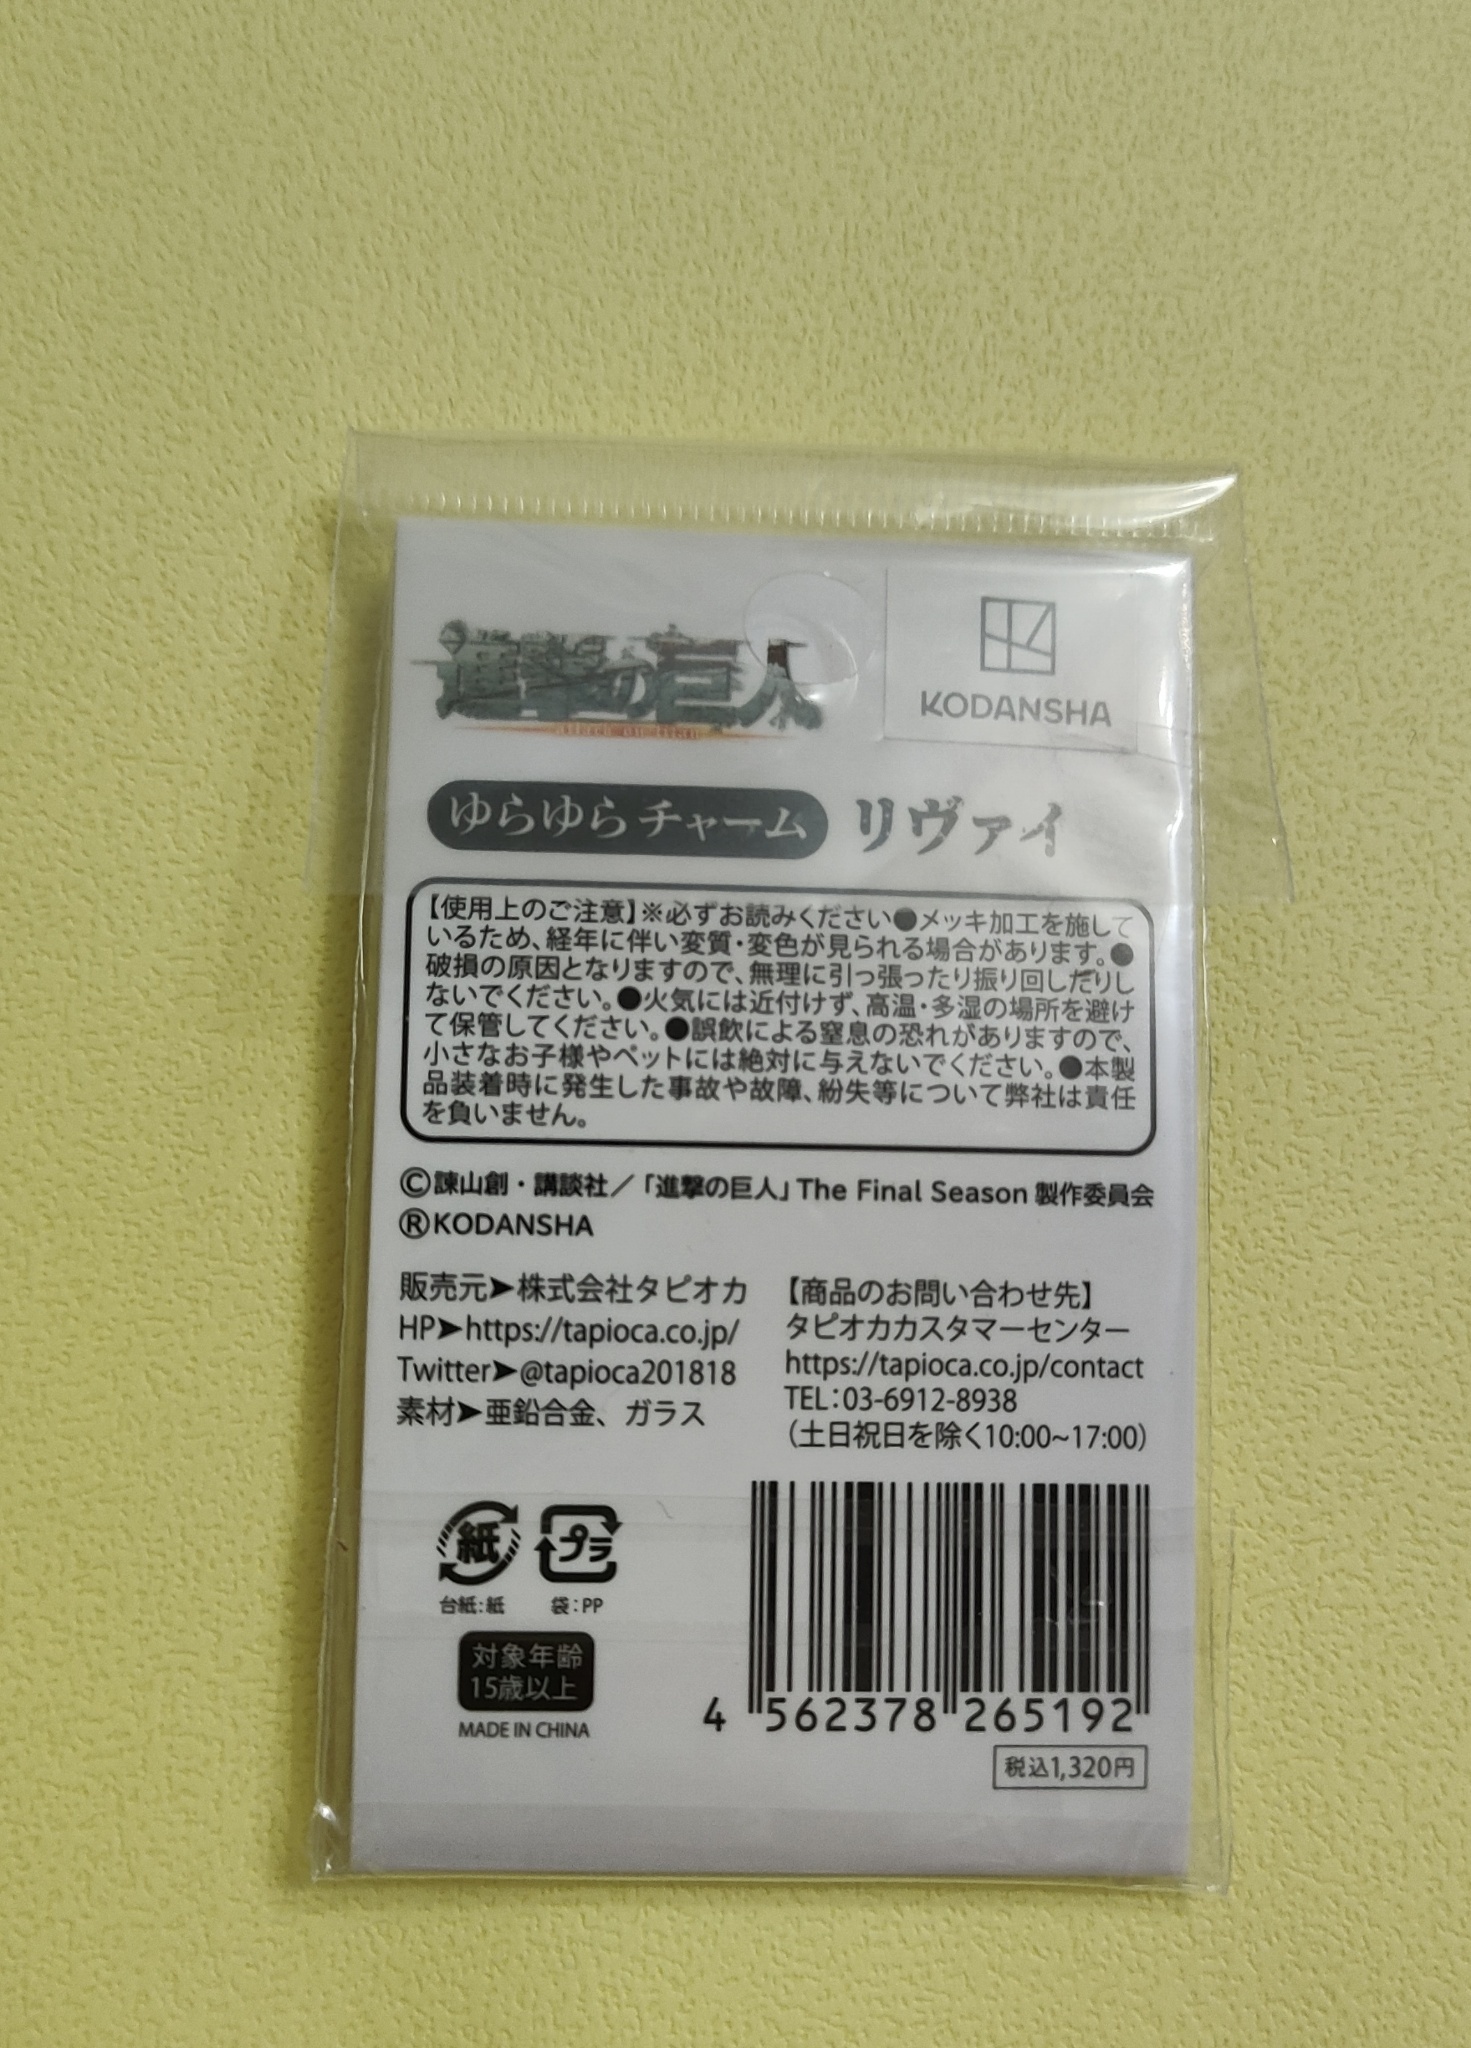 進撃の巨人
attack on titan
KODANSHA
ゆらゆらチャーム リヴァイ
【使用上のご注意】※必ずお読みください●メッキ加工を施して
いるため、経年に伴い変質・変色が見られる場合があります。●
破損の原因となりますので、無理に引っ張ったり振り回したりし
ないでください。●火気には近付けず、高温・多湿の場所を避け
て保管してください。●誤飲による窒息の恐れがありますので、
小さなお子様やペットには絶対に与えないでください。●本製
品装着時に発生した事故や故障、紛失等について弊社は責任
を負いません。
©諫山創・講談社／「進撃の巨人」The Final Season 製作委員会
®KODANSHA
販売元➤株式会社タピオカ
HP➤https://tapioca.co.jp/
Twitter➤@tapioca201818
素材➤亜鉛合金、ガラス
【商品のお問い合わせ先】
タピオカカスタマーセンター
https://tapioca.co.jp/contact
TEL:03-6912-8938
(土日祝日を除く10:00~17:00)
紙 プラ
台紙:紙 袋:PP
対象年齢
15歳以上
MADE IN CHINA
4 562378 265192
税込1,320円